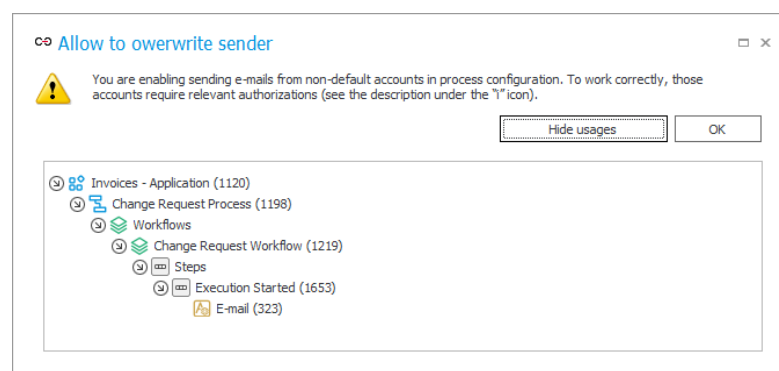 Allow to owerwrite sender
You are enabling sending e-mails from non-default accounts in process configuration. To work correctly, those
accounts require relevant authorizations (see the description under the "i" icon).
Hide usages OK
Invoices - Application (1120)
Change Request Process (1198)
Workflows
Change Request Workflow (1219)
Steps
Execution Started (1653)
E-mail (323)